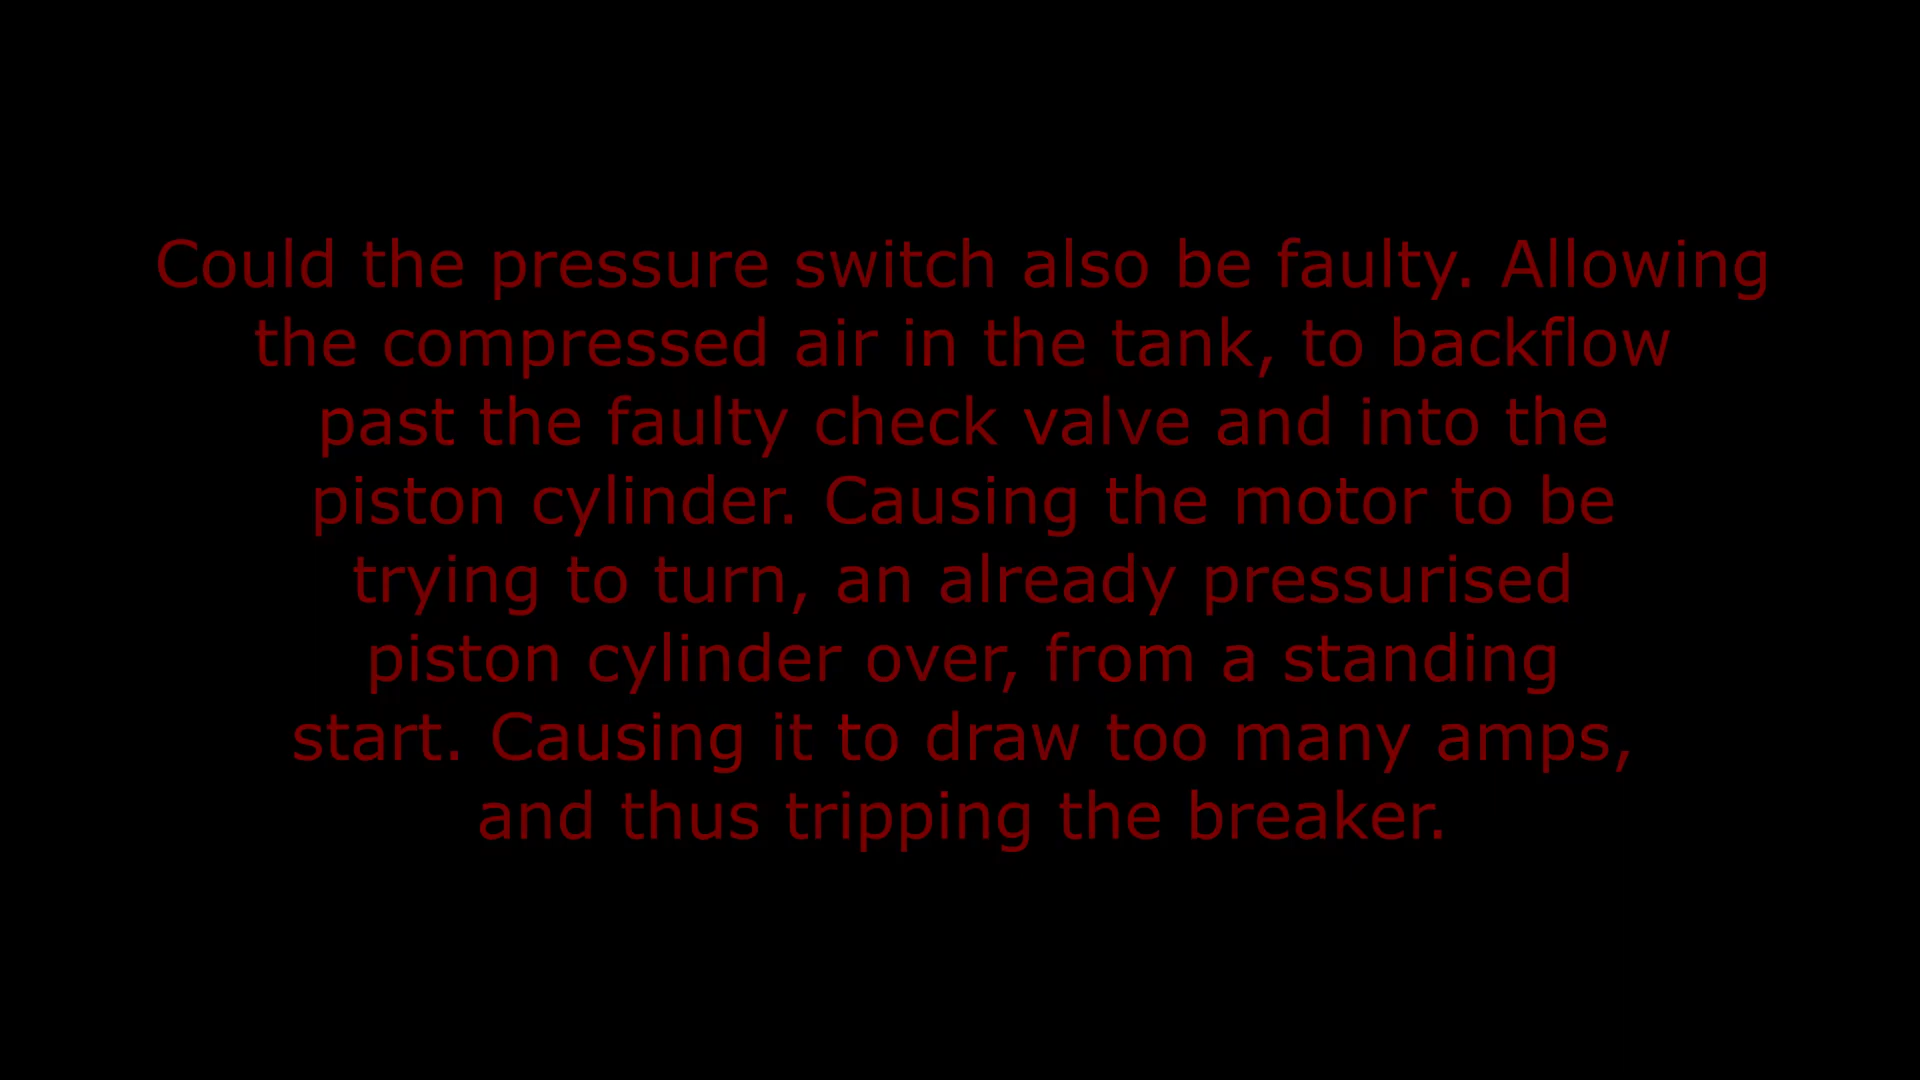 Could the pressure switch also be faulty. Allowing
the compressed air in the tank, to backflow
past the faulty check valve and into the
piston cylinder. Causing the motor to be
trying to turn, an already pressurised
piston cylinder over, from a standing
start. Causing it to draw too many amps,
and thus tripping the breaker.